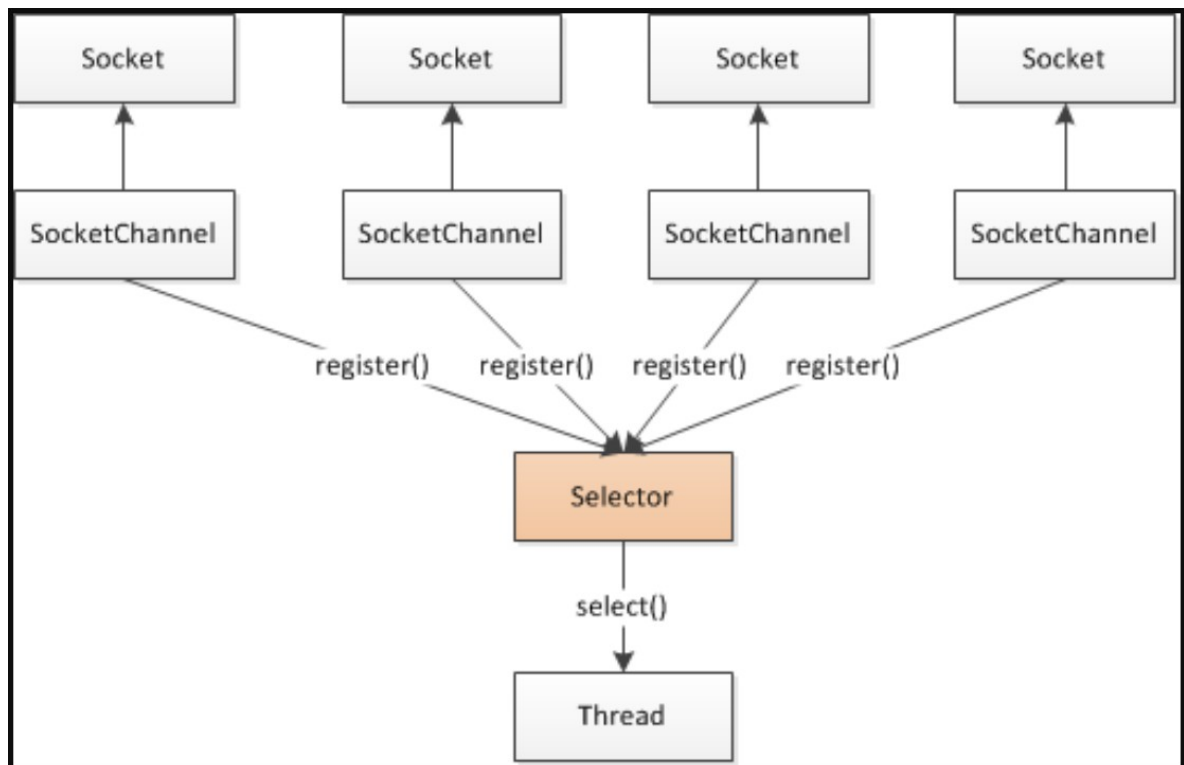 Socket Socket Socket Socket
SocketChannel SocketChannel SocketChannel SocketChannel
register() register() register() register()
Selector
select()
Thread